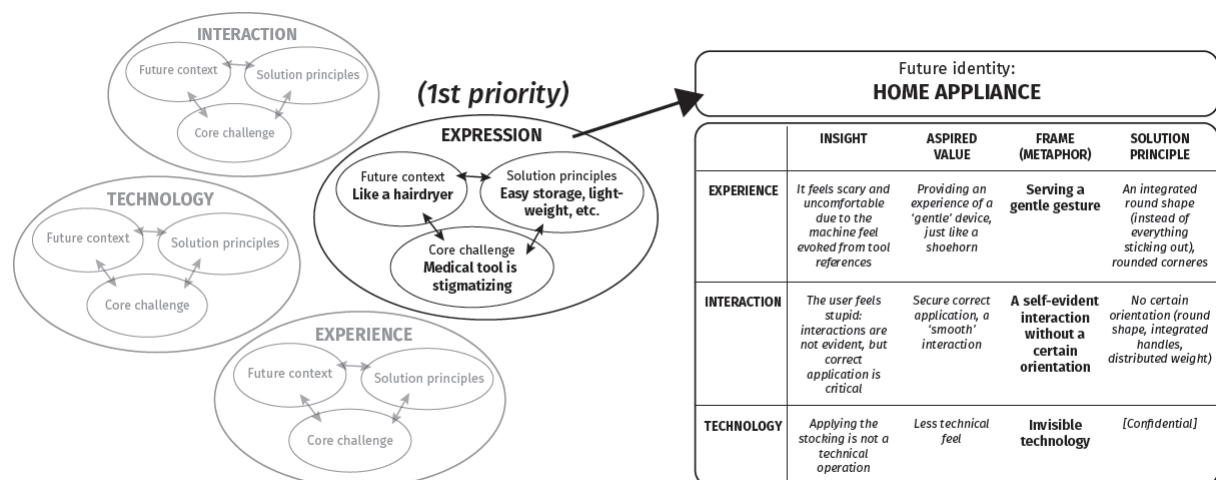 INTERACTION
Future context
Solution principles
Core challenge
TECHNOLOGY
Future context
Solution principles
Core challenge
(1st priority)
EXPRESSION
Future context
Like a hairdryer
Solution principles
Easy storage, light-
weight, etc.
Core challenge
Medical tool is
stigmatizing
EXPERIENCE
Future context
Solution principles
Core challenge
Future identity:
HOME APPLIANCE
INSIGHT
ASPIRED
VALUE
FRAME
(METAPHOR)
SOLUTION
PRINCIPLE
EXPERIENCE
It feels scary and
uncomfortable
due to the
machine feel
evoked from tool
references
Providing an
experience of a
‘gentle’ device,
just like a
shoehorn
Serving a
gentle gesture
An integrated
round shape
(instead of
everything
sticking out),
rounded corneres
INTERACTION
The user feels
stupid:
interactions are
not evident, but
correct
application is
critical
Secure correct
application, a
‘smooth’
interaction
A self-evident
interaction
without a
certain
orientation
No certain
orientation (round
shape, integrated
handles,
distributed weight)
TECHNOLOGY
Applying the
stocking is not a
technical
operation
Less technical
feel
Invisible
technology
[Confidential]